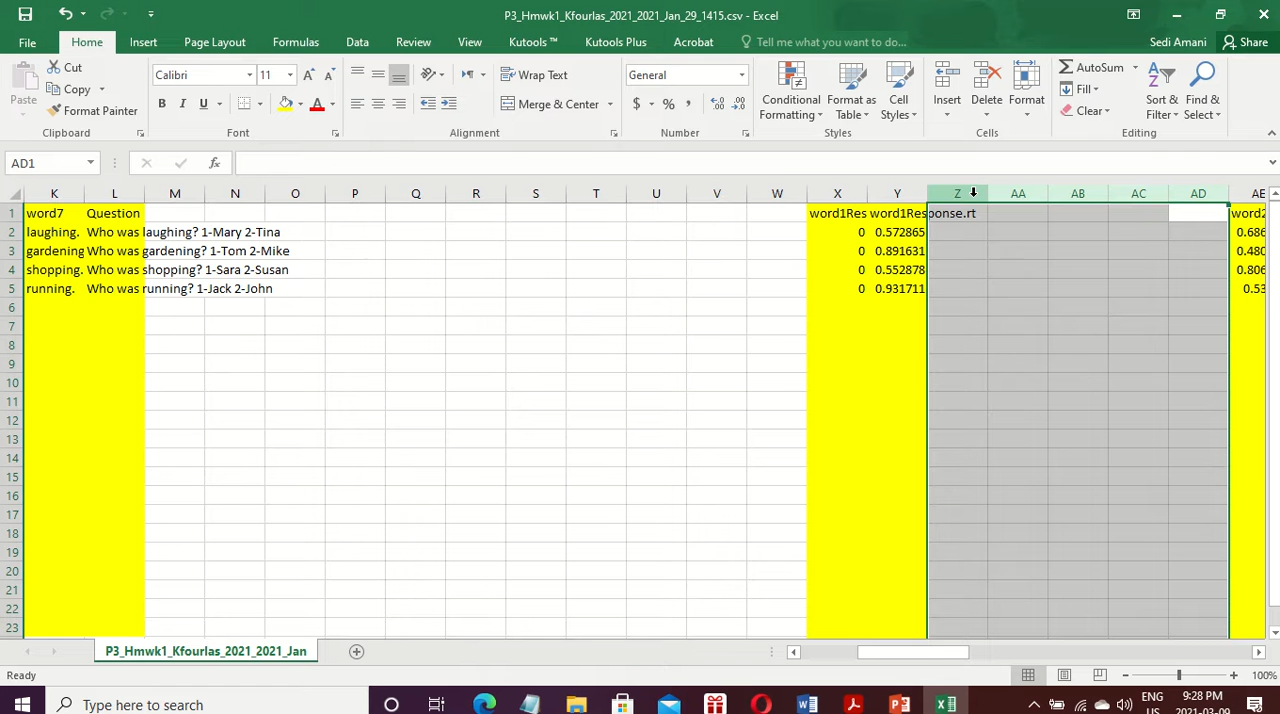 P3_Hmwk1_Kfourlas_2021_2021_Jan_29_1415.csv - Excel
File Home Insert Page Layout Formulas Data Review View Kutools ™ Kutools Plus Acrobat Tell me what you want to do... Sedi Amani Share
Paste
Cut
Copy
Format Painter
Clipboard
Calibri 11
B I U
Font
Wrap Text
Merge & Center
Alignment
General
$ %
Number
Conditional Formatting
Format as Table
Cell Styles
Styles
Insert
Delete
Format
Cells
AutoSum
Fill
Clear
Sort & Filter
Find & Select
Editing
AD1
fx
K L M N O P Q R S T U V W X Y Z AA AB AC AD AE
1 word7 Question word1Res word1Response.rt word2
2 laughing. Who was laughing? 1-Mary 2-Tina 0 0.572865 0.686
3 gardening Who was gardening? 1-Tom 2-Mike 0 0.891631 0.480
4 shopping. Who was shopping? 1-Sara 2-Susan 0 0.552878 0.806
5 running. Who was running? 1-Jack 2-John 0 0.931711 0.53
6
7
8
9
10
11
12
13
14
15
16
17
18
19
20
21
22
23
P3_Hmwk1_Kfourlas_2021_2021_Jan
Ready
100%
Type here to search
ENG
US
9:28 PM
2021-03-09